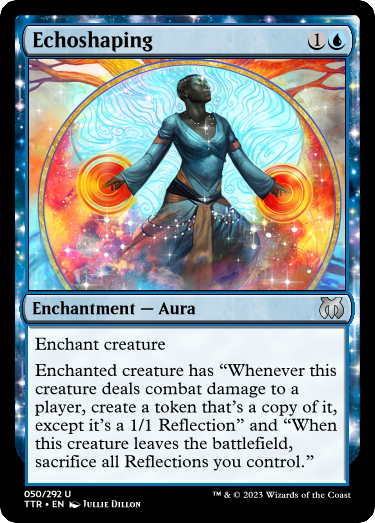 Echoshaping 1
Enchantment — Aura
Enchant creature
Enchanted creature has “Whenever this
creature deals combat damage to a
player, create a token that’s a copy of it,
except it’s a 1/1 Reflection” and “When
this creature leaves the battlefield,
sacrifice all Reflections you control.”
050/292 U
TTR • EN Jullie Dillon
™ & © 2023 Wizards of the Coast